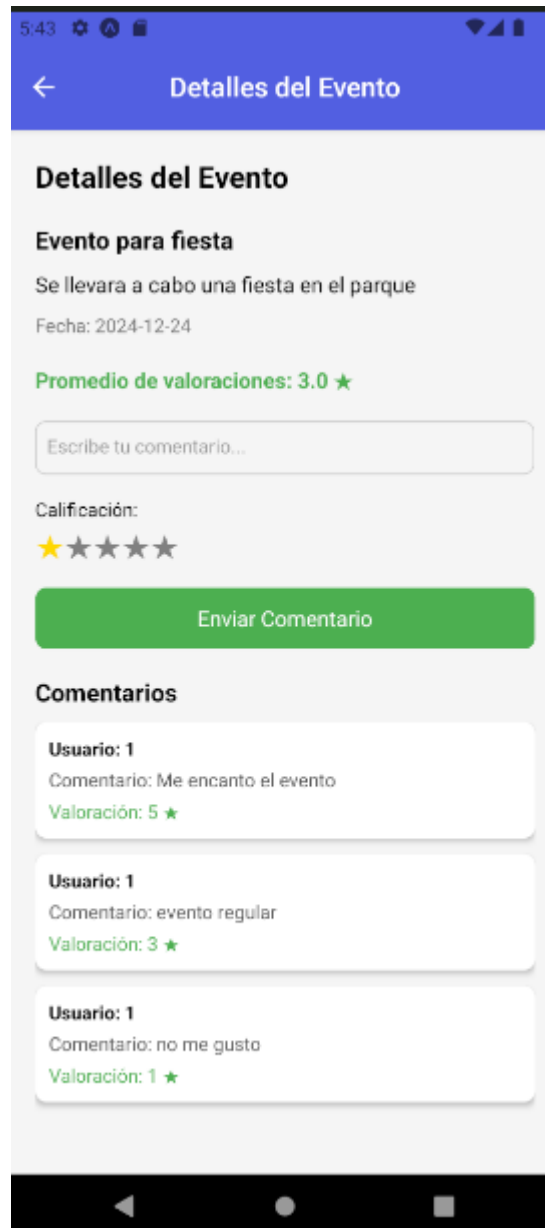 5:43
Detalles del Evento
Detalles del Evento
Evento para fiesta
Se llevara a cabo una fiesta en el parque
Fecha: 2024-12-24
Promedio de valoraciones: 3.0 ★
Escribe tu comentario...
Calificación:
★★★★★
Enviar Comentario
Comentarios
Usuario: 1
Comentario: Me encanto el evento
Valoración: 5 ★
Usuario: 1
Comentario: evento regular
Valoración: 3 ★
Usuario: 1
Comentario: no me gusto
Valoración: 1 ★